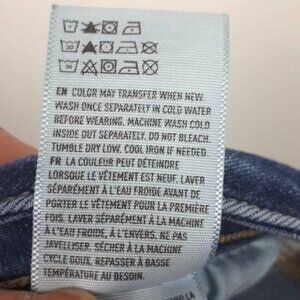 EN COLOR MAY TRANSFER WHEN NEW.
WASH ONCE SEPARATELY IN COLD WATER
BEFORE WEARING. MACHINE WASH COLD
INSIDE OUT SEPARATELY. DO NOT BLEACH.
TUMBLE DRY LOW. COOL IRON IF NEEDED.
FR LA COULEUR PEUT DÉTEINDRE
LORSQUE LE VÊTEMENT EST NEUF. LAVER
SÉPARÉMENT À L'EAU FROIDE AVANT DE
PORTER LE VÊTEMENT POUR LA PREMIÈRE
FOIS. LAVER SÉPARÉMENT À LA MACHINE
À L'EAU FROIDE, À L'ENVERS. NE PAS
JAVELLISER. SÉCHER À LA MACHINE
CYCLE DOUX. REPASSER À BASSE
TEMPÉRATURE AU BESOIN.